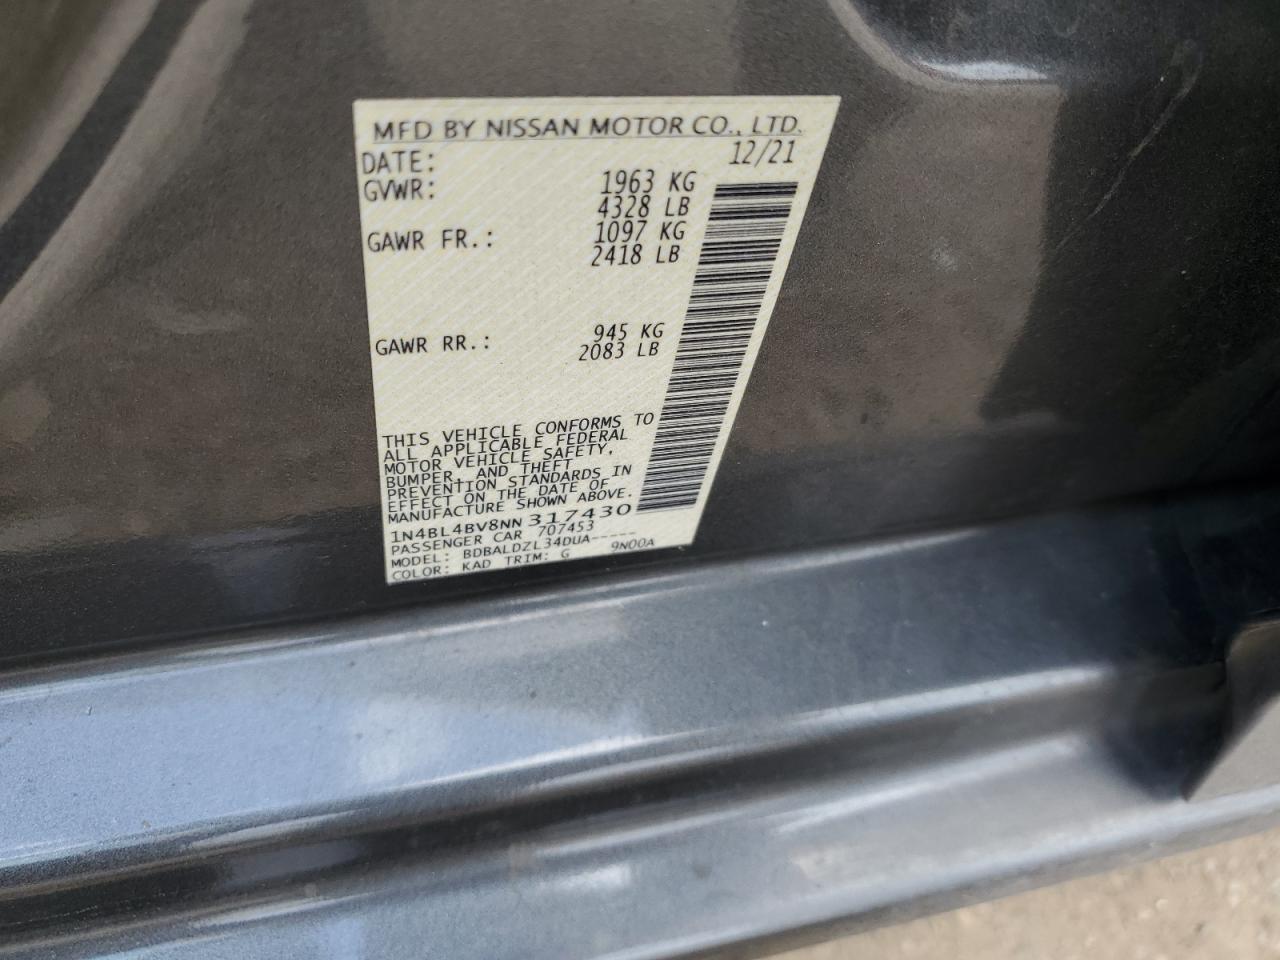 MFD BY NISSAN MOTOR CO., LTD.
DATE: 12/21
GVWR: 1963 KG
4328 LB
GAWR FR.: 1097 KG
2418 LB
GAWR RR.: 945 KG
2083 LB
THIS VEHICLE CONFORMS TO
ALL APPLICABLE FEDERAL
MOTOR VEHICLE SAFETY,
BUMPER, AND THEFT
PREVENTION STANDARDS IN
EFFECT ON THE DATE OF
MANUFACTURE SHOWN ABOVE.
1N4BL4BV8NN317430
PASSENGER CAR 707453
MODEL: BDBALDZL34DUA-----
COLOR: KAD TRIM: G 9N00A